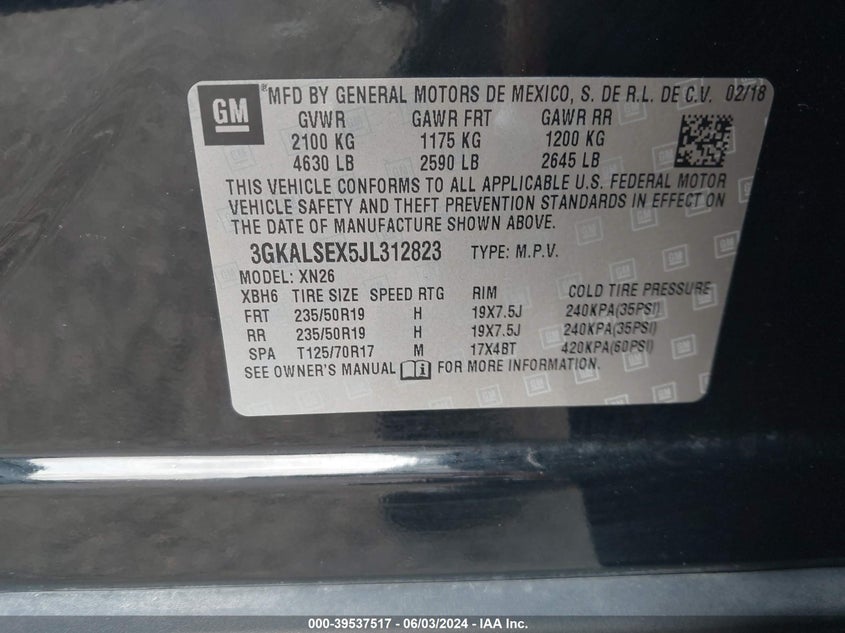 GM
®MFD BY GENERAL MOTORS DE MEXICO, S. DE R.L. DE C.V. 02/18
GVWR GAWR FRT GAWR RR
2100 KG 1175 KG 1200 KG
4630 LB 2590 LB 2645 LB
THIS VEHICLE CONFORMS TO ALL APPLICABLE U.S. FEDERAL MOTOR
VEHICLE SAFETY AND THEFT PREVENTION STANDARDS IN EFFECT ON
THE DATE OF MANUFACTURE SHOWN ABOVE.
3GKALSEX5JL312823 TYPE: M.P.V.
MODEL: XN26
XBH6 TIRE SIZE SPEED RTG RIM COLD TIRE PRESSURE
FRT 235/50R19 H 19X7.5J 240KPA(35PSI)
RR 235/50R19 H 19X7.5J 240KPA(35PSI)
SPA T125/70R17 M 17X4BT 420KPA(60PSI)
SEE OWNER'S MANUAL FOR MORE INFORMATION.
000-39537517 - 06/03/2024 - IAA Inc.